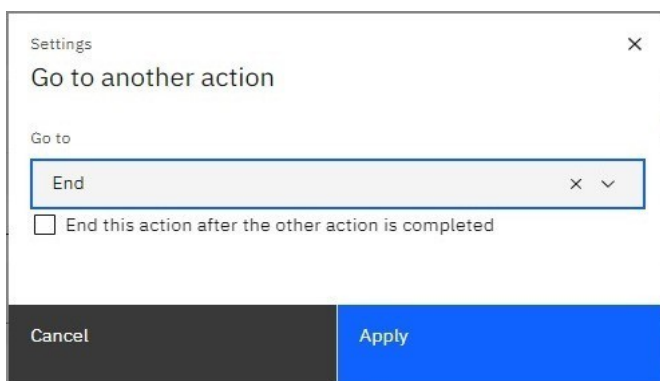 Settings
Go to another action
Go to
End
End this action after the other action is completed
Cancel
Apply